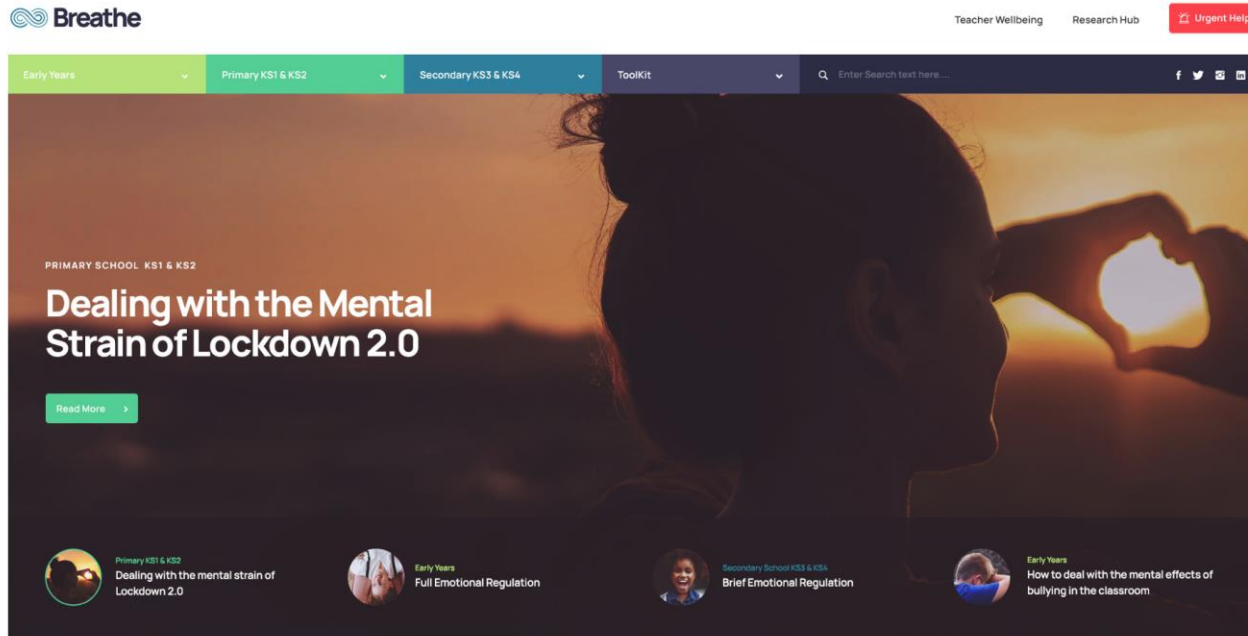 Breathe
Teacher Wellbeing
Research Hub
Urgent Help
Early Years
Primary KS1 & KS2
Secondary KS3 & KS4
ToolKit
Enter Search text here....
PRIMARY SCHOOL KS1 & KS2
Dealing with the Mental
Strain of Lockdown 2.0
Read More
Primary KS1 & KS2
Dealing with the mental strain of
Lockdown 2.0
Early Years
Full Emotional Regulation
Secondary School KS3 & KS4
Brief Emotional Regulation
Early Years
How to deal with the mental effects of
bullying in the classroom